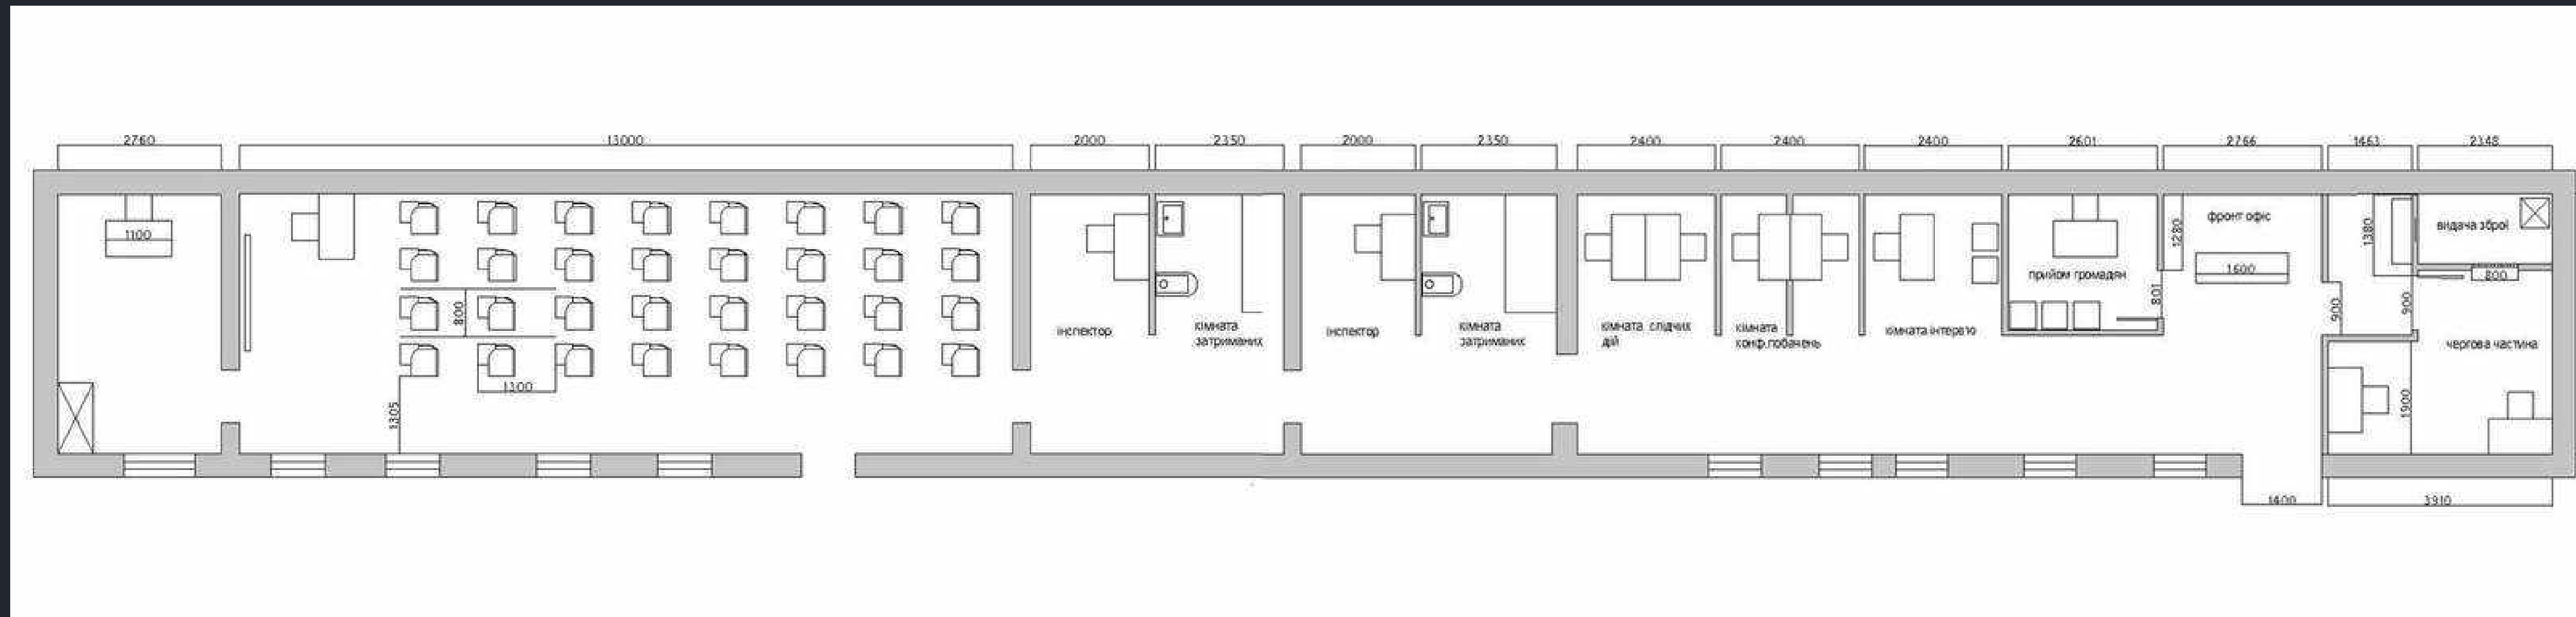 2760
13000
2000
2350
2000
2350
2400
2400
2400
2601
2766
1463
2348
1100
800
1300
1305
інспектор
кімната
затриманих
інспектор
кімната
затриманих
кімната слідчих
дій
кімната
конф.побачень
кімната інтерв'ю
прийом громадян
801
1280
фронт офіс
1600
900
1380
900
видача зброї
800
чергова частина
1900
1400
3910